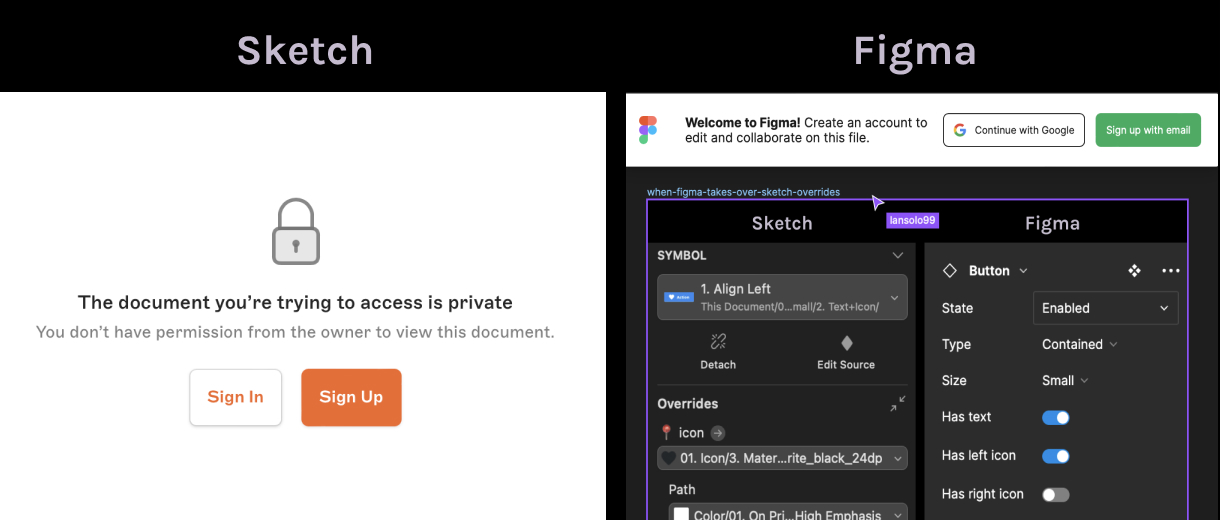 Sketch
Figma
The document you're trying to access is private
You don't have permission from the owner to view this document.
Sign In
Sign Up
Welcome to Figma! Create an account to
edit and collaborate on this file.
Continue with Google
Sign up with email
when-figma-takes-over-sketch-overrides
lansolo99
Sketch
Figma
SYMBOL
1. Align Left
This Document/0...mall/2. Text+Icon/
Detach
Edit Source
Overrides
icon
01. Icon/3. Mater...rite_black_24dp
Path
Color/01. On Pri...High Emphasis
Button
State
Enabled
Type
Contained
Size
Small
Has text
Has left icon
Has right icon